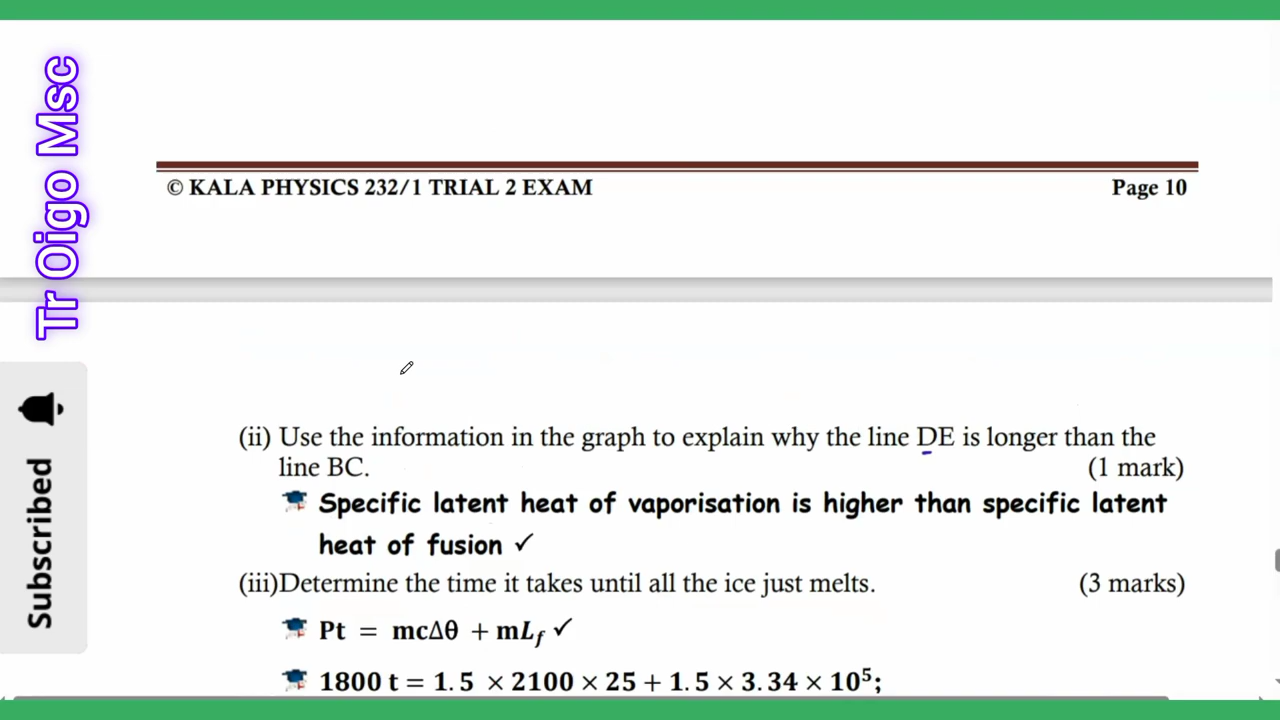 Tr Oigo Msc
Subscribed
© KALA PHYSICS 232/1 TRIAL 2 EXAM Page 10
(ii) Use the information in the graph to explain why the line DE is longer than the
line BC. (1 mark)
Specific latent heat of vaporisation is higher than specific latent
heat of fusion ✓
(iii)Determine the time it takes until all the ice just melts. (3 marks)
Pt = mcΔθ + mL_f ✓
1800 t = 1.5 × 2100 × 25 + 1.5 × 3.34 × 10⁵;